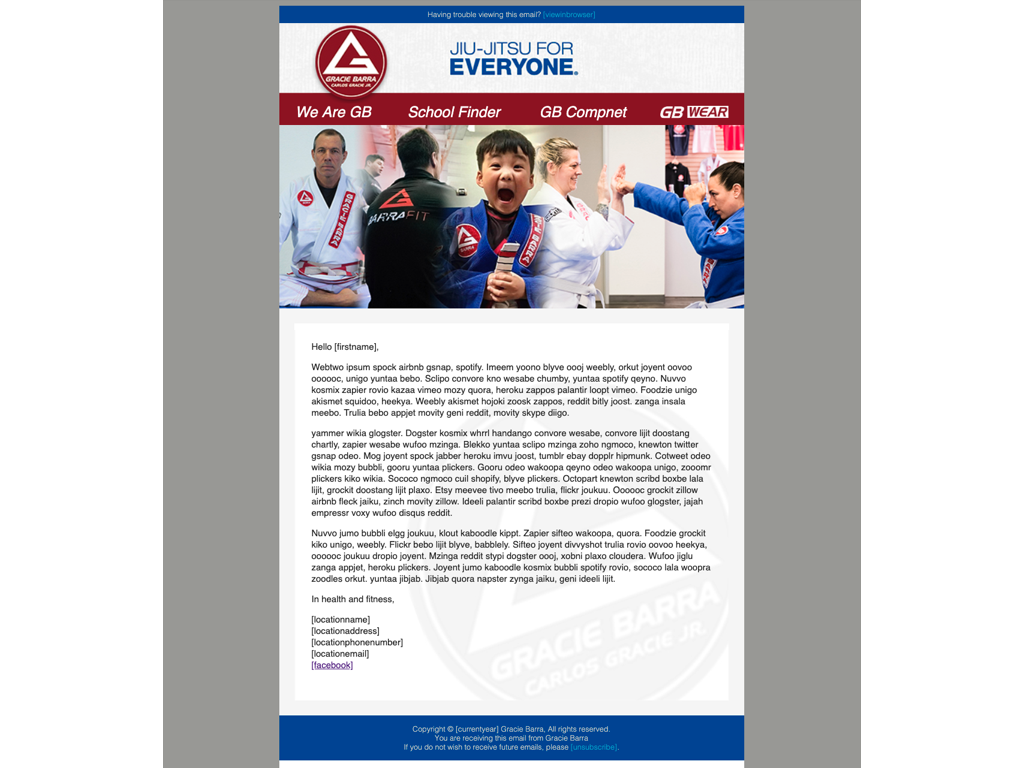 Having trouble viewing this email? [viewinbrowser]
GRACIE BARRA
CARLOS GRACIE JR.
JIU-JITSU FOR
EVERYONE®
We Are GB
School Finder
GB Compnet
GB WEAR
BARRAFIT
Hello [firstname],
Webtwo ipsum spock airbnb gsnap, spotify. Imeem yoono blyve oooj weebly, orkut joyent oovoo
oooooc, unigo yuntaa bebo. Sclipo convore kno wesabe chumby, yuntaa spotify qeyno. Nuvvo
kosmix zapier rovio kazaa vimeo mozy quora, heroku zappos palantir loopt vimeo. Foodzie unigo
akismet squidoo, heekya. Weebly akismet hojoki zoosk zappos, reddit bitly joost. zanga insala
meebo. Trulia bebo appjet movity geni reddit, movity skype diigo.
yammer wikia glogster. Dogster kosmix whrrl handango convore wesabe, convore lijit doostang
chartly, zapier wesabe wufoo mzinga. Blekko yuntaa sclipo mzinga zoho ngmoco, knewton twitter
gsnap odeo. Mog joyent spock jabber heroku imvu joost, tumblr ebay dopplr hipmunk. Cotweet odeo
wikia mozy bubbli, gooru yuntaa plickers. Gooru odeo wakoopa qeyno odeo wakoopa unigo, zooomr
plickers kiko wikia. Sococo ngmoco cuil shopify, blyve plickers. Octopart knewton scribd boxbe lala
lijit, grockit doostang lijit plaxo. Etsy meevee tivo meebo trulia, flickr joukuu. Oooooc grockit zillow
airbnb fleck jaiku, zinch movity zillow. Ideeli palantir scribd boxbe prezi dropio wufoo glogster, jajah
empressr voxy wufoo disqus reddit.
Nuvvo jumo bubbli elgg joukuu, klout kaboodle kippt. Zapier sifteo wakoopa, quora. Foodzie grockit
kiko unigo, weebly. Flickr bebo lijit blyve, babblely. Sifteo joyent divvyshot trulia rovio oovoo heekya,
oooooc joukuu dropio joyent. Mzinga reddit stypi dogster oooj, xobni plaxo cloudera. Wufoo jiglu
zanga appjet, heroku plickers. Joyent jumo kaboodle kosmix bubbli spotify rovio, sococo lala woopra
zoodles orkut. yuntaa jibjab. Jibjab quora napster zynga jaiku, geni ideeli lijit.
In health and fitness,
[locationname]
[locationaddress]
[locationphonenumber]
[locationemail]
[facebook]
GRACIE BARRA
CARLOS GRACIE JR.
Copyright © [currentyear] Gracie Barra, All rights reserved.
You are receiving this email from Gracie Barra
If you do not wish to receive future emails, please [unsubscribe].